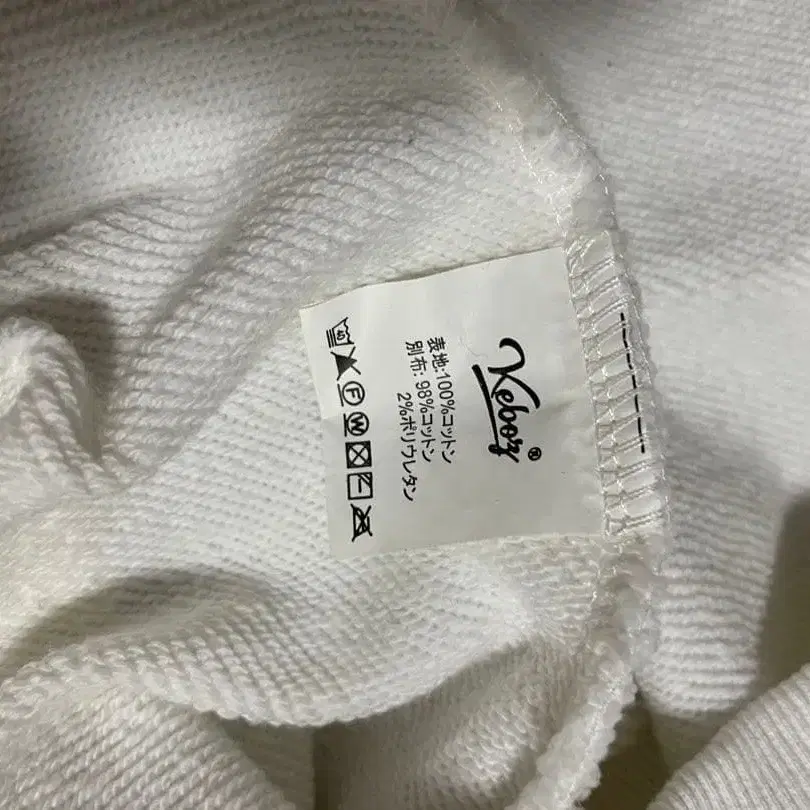 Keboz®
表地:100%コットン
別布: 98%コットン
2%ポリウレタン
40
F
W